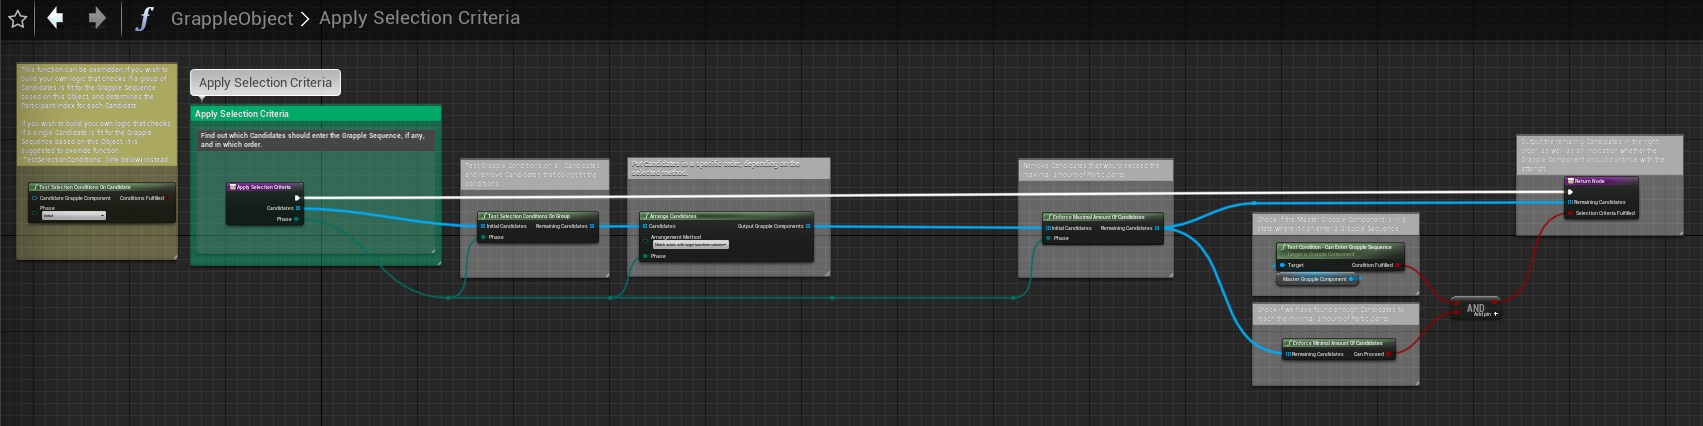 GrappleObject > Apply Selection Criteria
This function can be overridden if you wish to
build your own logic that checks if a group of
Candidates is fit for the Grapple Sequence
based on this Object, and determines the
Participant Index for each Candidate
If you wish to build your own logic that checks
if a single Candidate is fit for the Grapple
Sequence based on this Object, it is
suggested to override function
"TestSelectionConditions" (link below) instead
Test Selection Conditions On Candidate
Candidate Grapple Component
Conditions Fulfilled
Phase
Initial
Apply Selection Criteria
Apply Selection Criteria
Find out which Candidates should enter the Grapple Sequence, if any,
and in which order.
Apply Selection Criteria
Candidates
Phase
Test Grapple Conditions on all Candidates
and remove Candidates that do not fit the
conditions
Test Selection Conditions On Group
Initial Candidates
Remaining Candidates
Phase
Put Candidates in a specific order, depending on the
selected method.
Arrange Candidates
Candidates
Output Grapple Components
Arrangement Method
Phase
Remove Candidates that would exceed the
maximal amount of Participants
Enforce Maximal Amount Of Candidates
Initial Candidates
Remaining Candidates
Phase
Check if the Master Grapple Component is in a
state where it can enter a Grapple Sequence
Test Condition - Can Enter Grapple Sequence
Target is Grapple Component
Target
Condition Fulfilled
Master Grapple Component
Check if we have found enough Candidates to
reach the minimal amount of Participants
Enforce Minimal Amount Of Candidates
Remaining Candidates
Can Proceed
AND
Add pin +
Output the remaining Candidates in the right
order, as well as an indication whether the
Grapple Component should continue with the
attempt
Return Node
Remaining Candidates
Selection Criteria Fulfilled